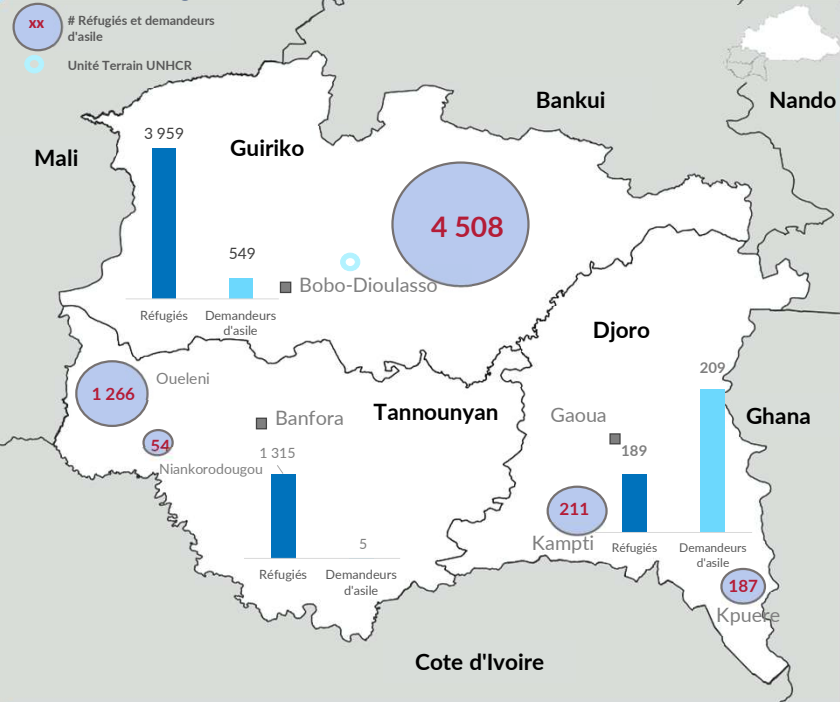 xx
# Réfugiés et demandeurs
d'asile
Unité Terrain UNHCR
Bankui
Nando
3 959
Guiriko
Mali
4 508
549
Bobo-Dioulasso
Réfugiés
Demandeurs
d'asile
Djoro
209
Oueleni
1 266
Banfora
Tannounyan
Gaoua
Ghana
54
Niankorodougou
1 315
189
211
5
Kampti
Réfugiés
Demandeurs
d'asile
Réfugiés
Demandeurs
d'asile
187
Kpuere
Cote d'Ivoire